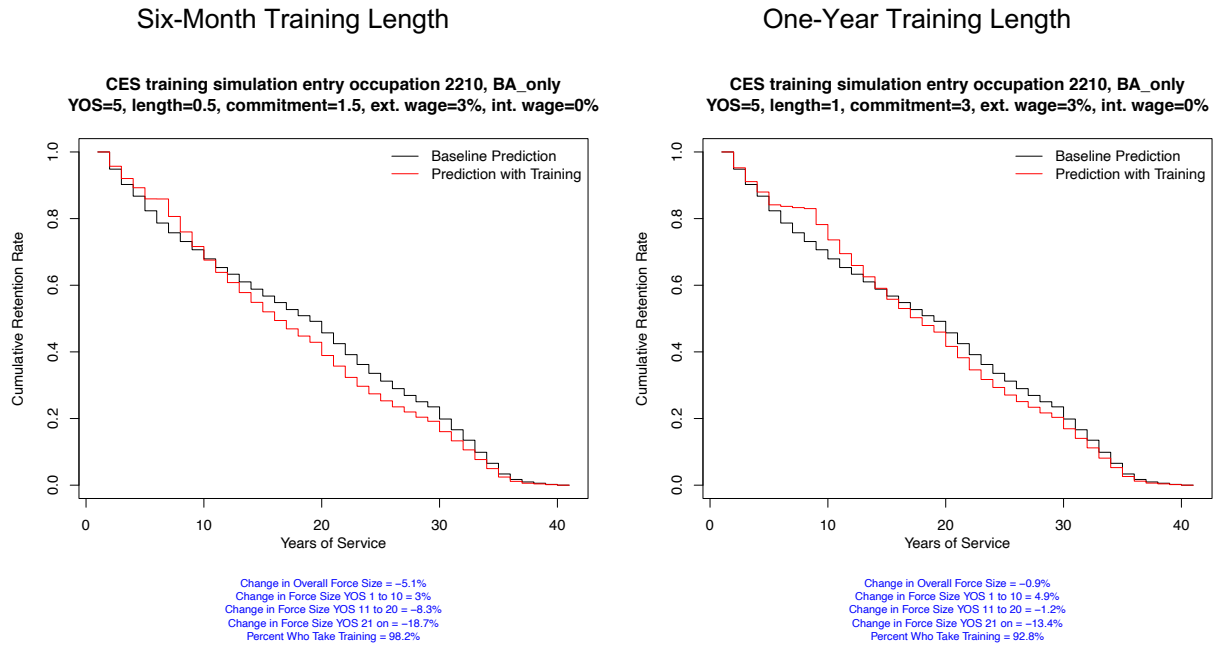 Six-Month Training Length
CES training simulation entry occupation 2210, BA_only
YOS=5, length=0.5, commitment=1.5, ext. wage=3%, int. wage=0%
Baseline Prediction
Prediction with Training
Cumulative Retention Rate
1.0
0.8
0.6
0.4
0.2
0.0
0
10
20
30
40
Years of Service
Change in Overall Force Size = −5.1%
Change in Force Size YOS 1 to 10 = 3%
Change in Force Size YOS 11 to 20 = −8.3%
Change in Force Size YOS 21 on = −18.7%
Percent Who Take Training = 98.2%
One-Year Training Length
CES training simulation entry occupation 2210, BA_only
YOS=5, length=1, commitment=3, ext. wage=3%, int. wage=0%
Baseline Prediction
Prediction with Training
Cumulative Retention Rate
1.0
0.8
0.6
0.4
0.2
0.0
0
10
20
30
40
Years of Service
Change in Overall Force Size = −0.9%
Change in Force Size YOS 1 to 10 = 4.9%
Change in Force Size YOS 11 to 20 = −1.2%
Change in Force Size YOS 21 on = −13.4%
Percent Who Take Training = 92.8%